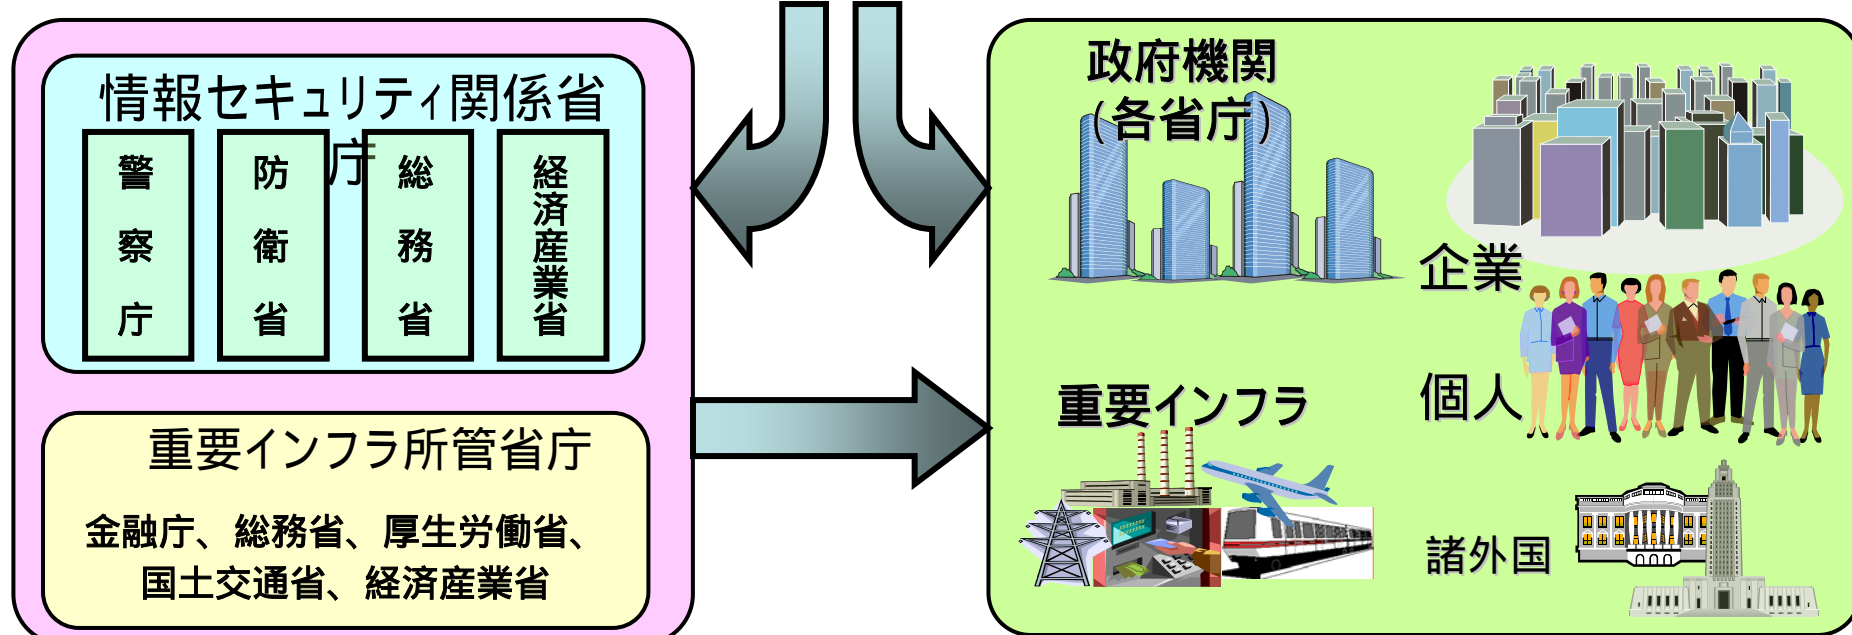 情報セキュリティ関係省
庁
警察庁
防衛省
総務省
経済産業省
重要インフラ所管省庁
金融庁、総務省、厚生労働省、
国土交通省、経済産業省
政府機関
（各省庁）
企業
個人
重要インフラ
諸外国